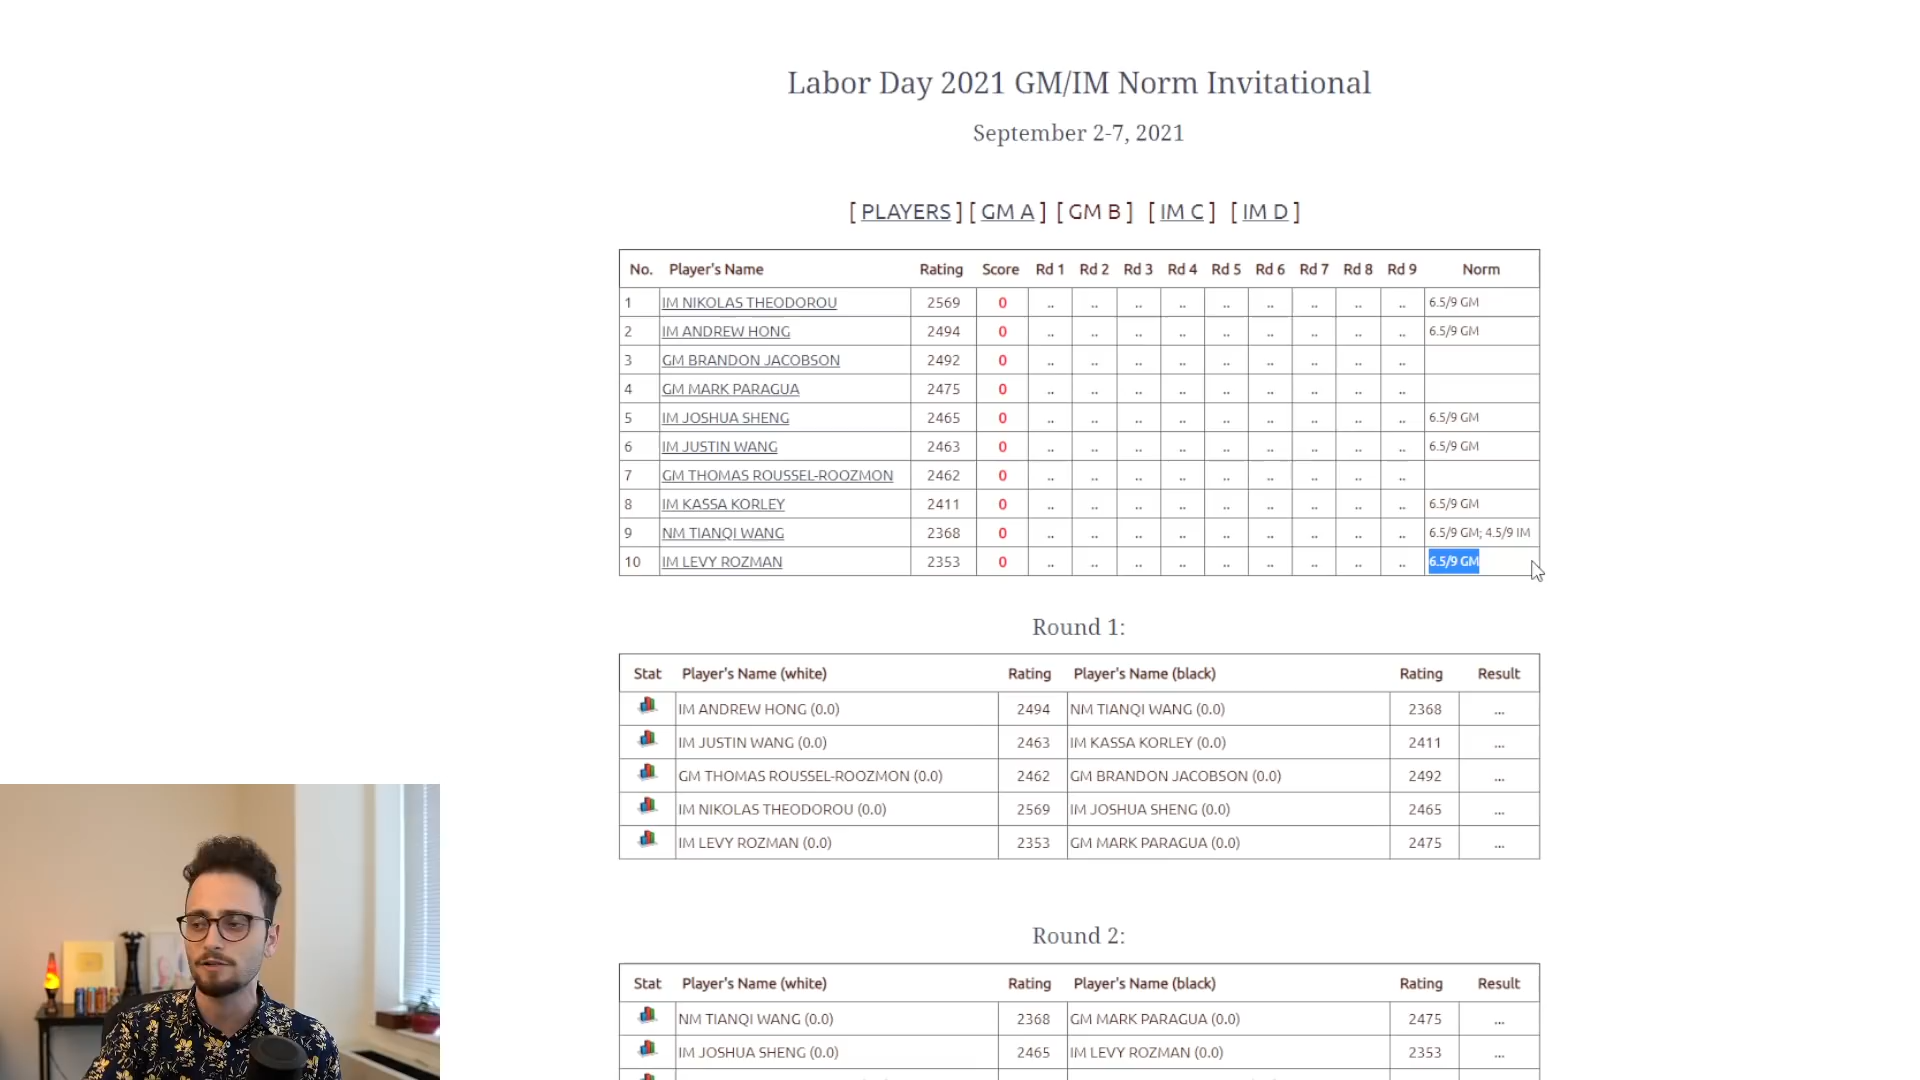 Labor Day 2021 GM/IM Norm Invitational
September 2-7, 2021
[ PLAYERS ] [ GM A ] [ GM B ] [ IM C ] [ IM D ]
No. Player's Name Rating Score Rd 1 Rd 2 Rd 3 Rd 4 Rd 5 Rd 6 Rd 7 Rd 8 Rd 9 Norm
1 IM NIKOLAS THEODOROU 2569 0 .. .. .. .. .. .. .. .. .. 6.5/9 GM
2 IM ANDREW HONG 2494 0 .. .. .. .. .. .. .. .. .. 6.5/9 GM
3 GM BRANDON JACOBSON 2492 0 .. .. .. .. .. .. .. .. ..
4 GM MARK PARAGUA 2475 0 .. .. .. .. .. .. .. .. ..
5 IM JOSHUA SHENG 2465 0 .. .. .. .. .. .. .. .. .. 6.5/9 GM
6 IM JUSTIN WANG 2463 0 .. .. .. .. .. .. .. .. .. 6.5/9 GM
7 GM THOMAS ROUSSEL-ROOZMON 2462 0 .. .. .. .. .. .. .. .. ..
8 IM KASSA KORLEY 2411 0 .. .. .. .. .. .. .. .. .. 6.5/9 GM
9 NM TIANQI WANG 2368 0 .. .. .. .. .. .. .. .. .. 6.5/9 GM; 4.5/9 IM
10 IM LEVY ROZMAN 2353 0 .. .. .. .. .. .. .. .. .. 6.5/9 GM
Round 1:
Stat Player's Name (white) Rating Player's Name (black) Rating Result
IM ANDREW HONG (0.0) 2494 NM TIANQI WANG (0.0) 2368 ...
IM JUSTIN WANG (0.0) 2463 IM KASSA KORLEY (0.0) 2411 ...
GM THOMAS ROUSSEL-ROOZMON (0.0) 2462 GM BRANDON JACOBSON (0.0) 2492 ...
IM NIKOLAS THEODOROU (0.0) 2569 IM JOSHUA SHENG (0.0) 2465 ...
IM LEVY ROZMAN (0.0) 2353 GM MARK PARAGUA (0.0) 2475 ...
Round 2:
Stat Player's Name (white) Rating Player's Name (black) Rating Result
NM TIANQI WANG (0.0) 2368 GM MARK PARAGUA (0.0) 2475 ...
IM JOSHUA SHENG (0.0) 2465 IM LEVY ROZMAN (0.0) 2353 ...